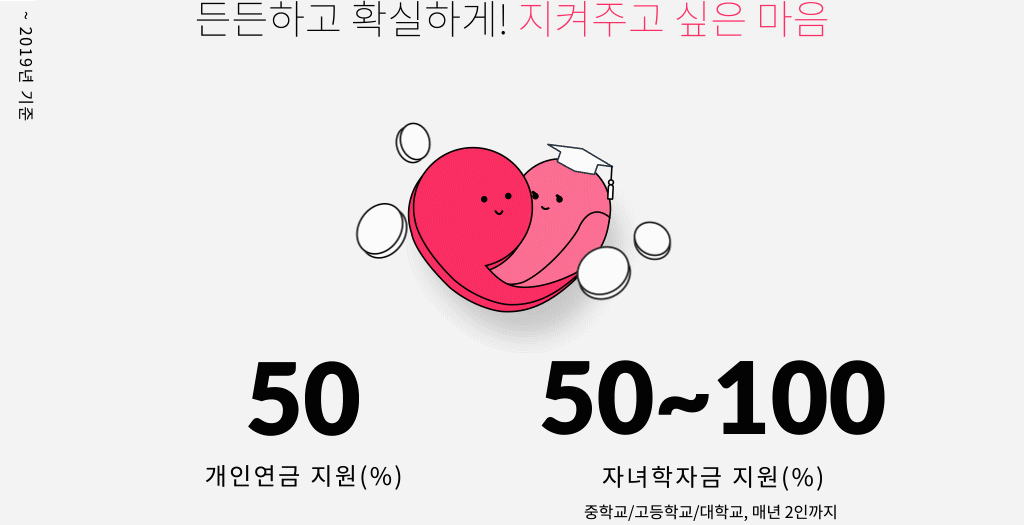 든든하고 확실하게! 지켜주고 싶은 마음
~ 2019년 기준
50
개인연금 지원(%)
50~100
자녀학자금 지원(%)
중학교/고등학교/대학교, 매년 2인까지